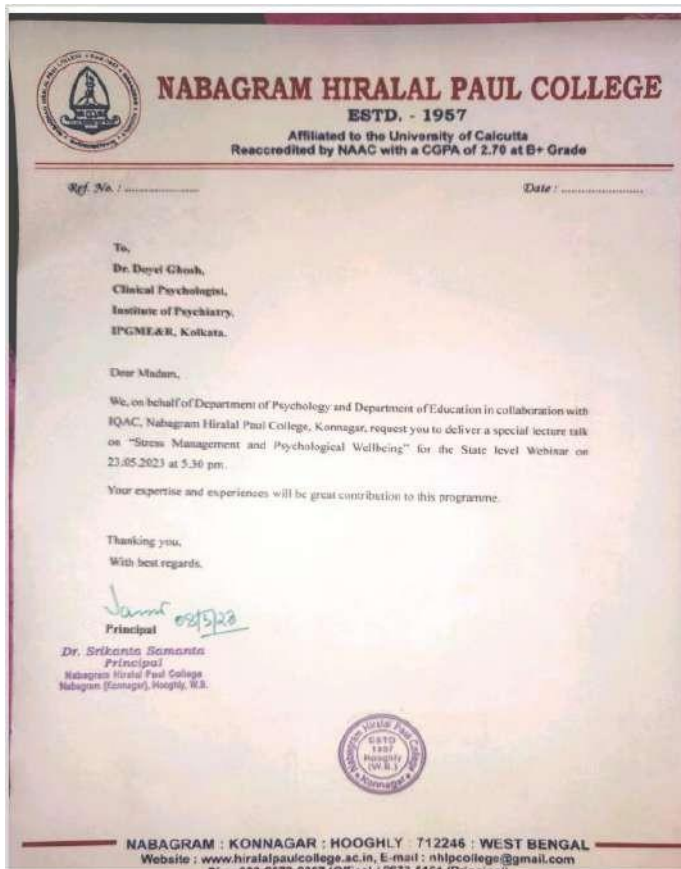 NABAGRAM HIRALAL PAUL COLLEGE
ESTD. - 1957
Affiliated to the University of Calcutta
Reaccredited by NAAC with a CGPA of 2.70 at B+ Grade
Ref. No. : ....................
Date : ......................
To,
Dr. Doyel Ghosh,
Clinical Psychologist,
Institute of Psychiatry,
IPGME&R, Kolkata.
Dear Madam,
We, on behalf of Department of Psychology and Department of Education in collaboration with
IQAC, Nabagram Hiralal Paul College, Konnagar, request you to deliver a special lecture talk
on “Stress Management and Psychological Wellbeing” for the State level Webinar on
23.05.2023 at 5.30 pm.
Your expertise and experiences will be great contribution to this programme.
Thanking you,
With best regards,
08/5/23
Principal
Dr. Srikanta Samanta
Principal
Nabagram Hiralal Paul College
Nabagram (Konnagar), Hooghly, W.B.
Nabagram Hiralal Paul College
ESTD
1957
Hooghly
(W.B.)
Konnagar
NABAGRAM : KONNAGAR : HOOGHLY : 712246 : WEST BENGAL
Website : www.hiralalpaulcollege.ac.in, E-mail : nhlpcollege@gmail.com